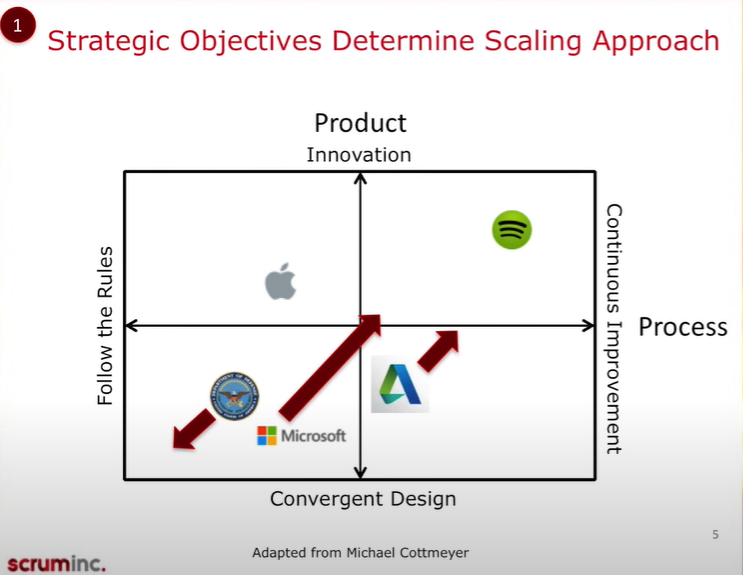 1
Strategic Objectives Determine Scaling Approach
Product
Innovation
Follow the Rules
Continuous Improvement
Process
Microsoft
Convergent Design
5
Adapted from Michael Cottmeyer
scruminc.